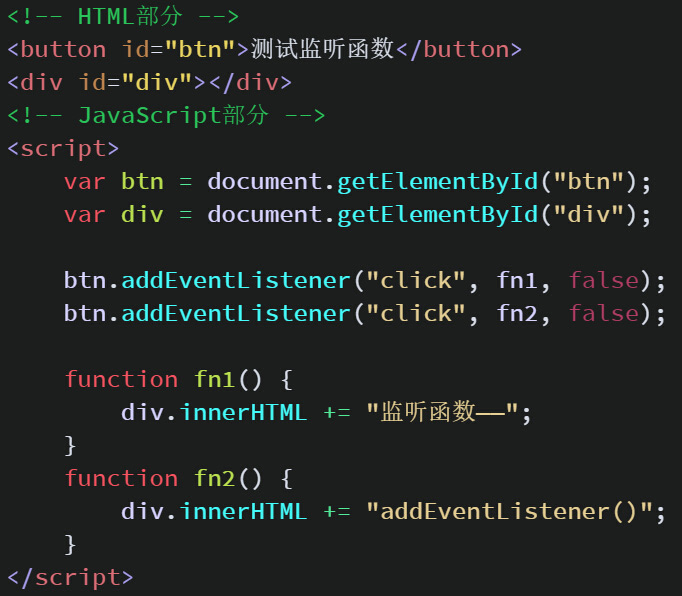 <!-- HTML部分 -->
<button id="btn">测试监听函数</button>
<div id="div"></div>
<!-- JavaScript部分 -->
<script>
    var btn = document.getElementById("btn");
    var div = document.getElementById("div");

    btn.addEventListener("click", fn1, false);
    btn.addEventListener("click", fn2, false);

    function fn1() {
        div.innerHTML += "监听函数——";
    }
    function fn2() {
        div.innerHTML += "addEventListener()";
    }
</script>